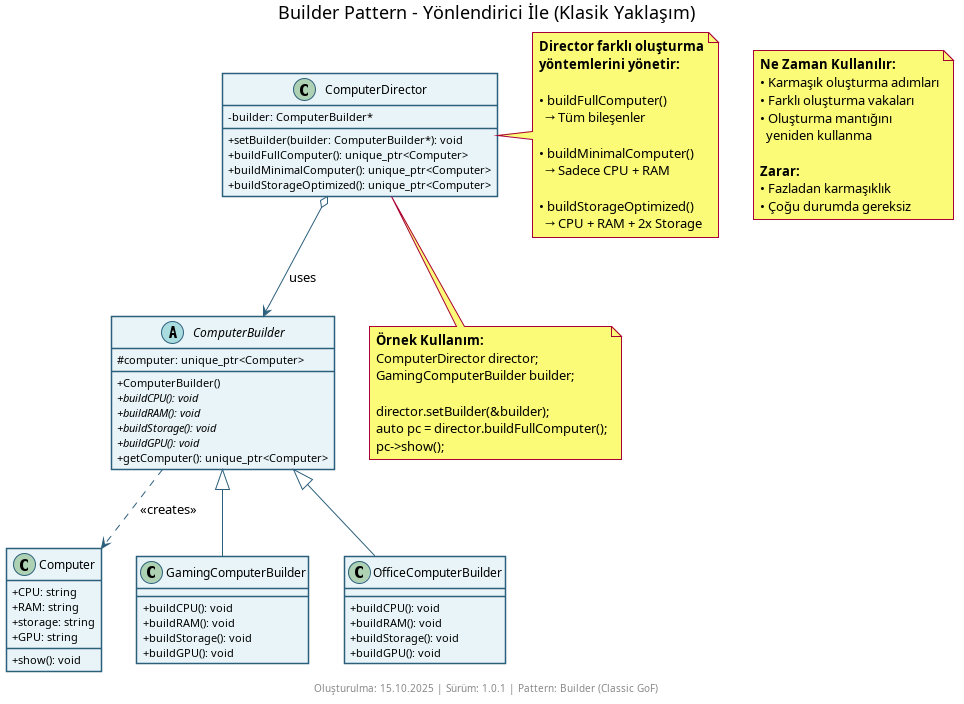 Builder Pattern - Yönlendirici İle (Klasik Yaklaşım)
C ComputerDirector
-builder: ComputerBuilder*
+setBuilder(builder: ComputerBuilder*): void
+buildFullComputer(): unique_ptr<Computer>
+buildMinimalComputer(): unique_ptr<Computer>
+buildStorageOptimized(): unique_ptr<Computer>
Director farklı oluşturma
yöntemlerini yönetir:
• buildFullComputer()
→ Tüm bileşenler
• buildMinimalComputer()
→ Sadece CPU + RAM
• buildStorageOptimized()
→ CPU + RAM + 2x Storage
Ne Zaman Kullanılır:
• Karmaşık oluşturma adımları
• Farklı oluşturma vakaları
• Oluşturma mantığını
yeniden kullanma
Zarar:
• Fazladan karmaşıklık
• Çoğu durumda gereksiz
uses
A ComputerBuilder
#computer: unique_ptr<Computer>
+ComputerBuilder()
+buildCPU(): void
+buildRAM(): void
+buildStorage(): void
+buildGPU(): void
+getComputer(): unique_ptr<Computer>
Örnek Kullanım:
ComputerDirector director;
GamingComputerBuilder builder;
director.setBuilder(&builder);
auto pc = director.buildFullComputer();
pc->show();
«creates»
C Computer
+CPU: string
+RAM: string
+storage: string
+GPU: string
+show(): void
C GamingComputerBuilder
+buildCPU(): void
+buildRAM(): void
+buildStorage(): void
+buildGPU(): void
C OfficeComputerBuilder
+buildCPU(): void
+buildRAM(): void
+buildStorage(): void
+buildGPU(): void
Oluşturulma: 15.10.2025 | Sürüm: 1.0.1 | Pattern: Builder (Classic GoF)